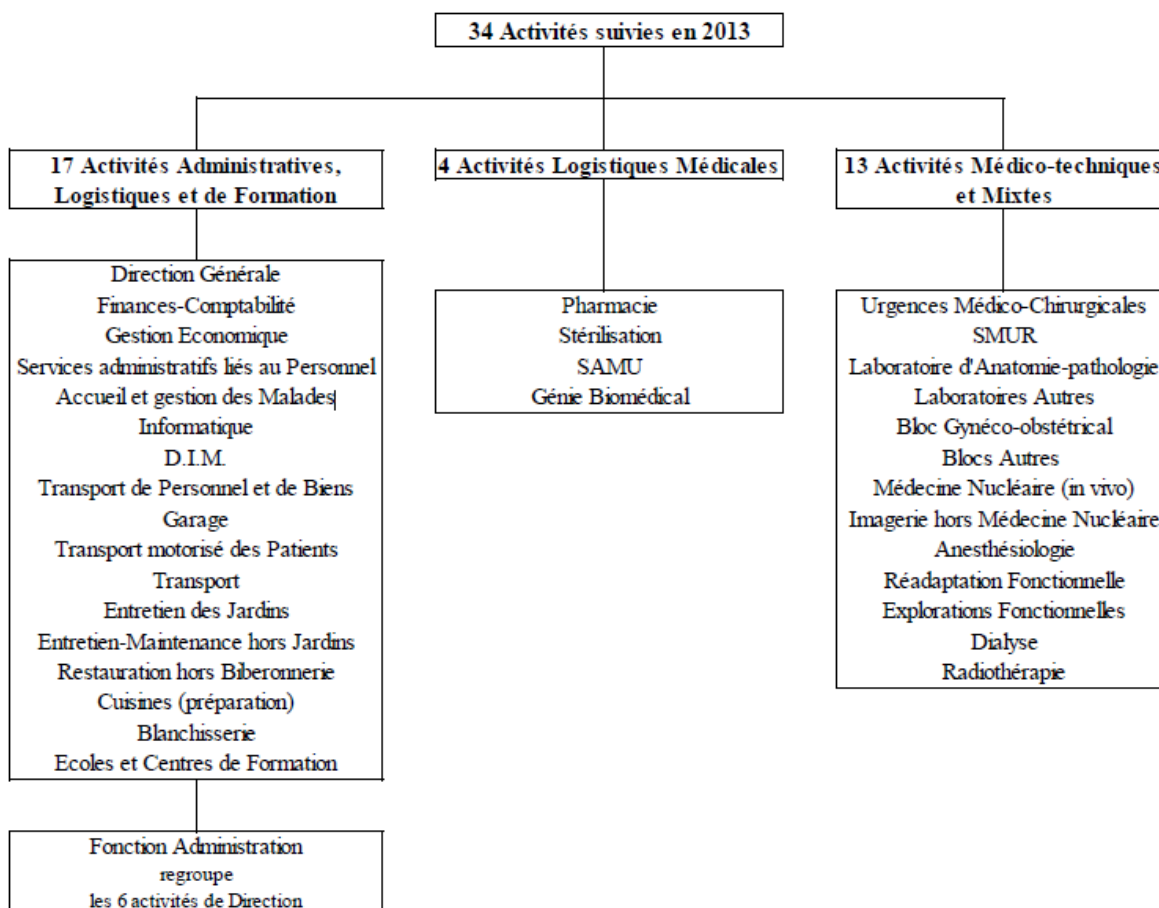 34 Activités suivies en 2013
17 Activités Administratives,
Logistiques et de Formation
4 Activités Logistiques Médicales
13 Activités Médico-techniques
et Mixtes
Direction Générale
Finances-Comptabilité
Gestion Economique
Services administratifs liés au Personnel
Accueil et gestion des Malades
Informatique
D.I.M.
Transport de Personnel et de Biens
Garage
Transport motorisé des Patients
Transport
Entretien des Jardins
Entretien-Maintenance hors Jardins
Restauration hors Biberonnerie
Cuisines (préparation)
Blanchisserie
Ecoles et Centres de Formation
Pharmacie
Stérilisation
SAMU
Génie Biomédical
Urgences Médico-Chirurgicales
SMUR
Laboratoire d'Anatomie-pathologie
Laboratoires Autres
Bloc Gynéco-obstétrical
Blocs Autres
Médecine Nucléaire (in vivo)
Imagerie hors Médecine Nucléaire
Anesthésiologie
Réadaptation Fonctionnelle
Explorations Fonctionnelles
Dialyse
Radiothérapie
Fonction Administration
regroupe
les 6 activités de Direction